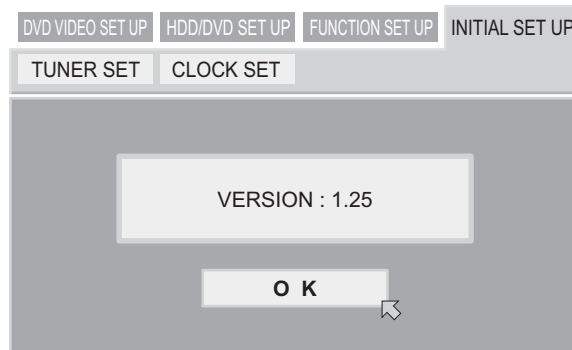 DVD VIDEO SET UP HDD/DVD SET UP FUNCTION SET UP INITIAL SET UP
TUNER SET CLOCK SET
VERSION : 1.25
O K